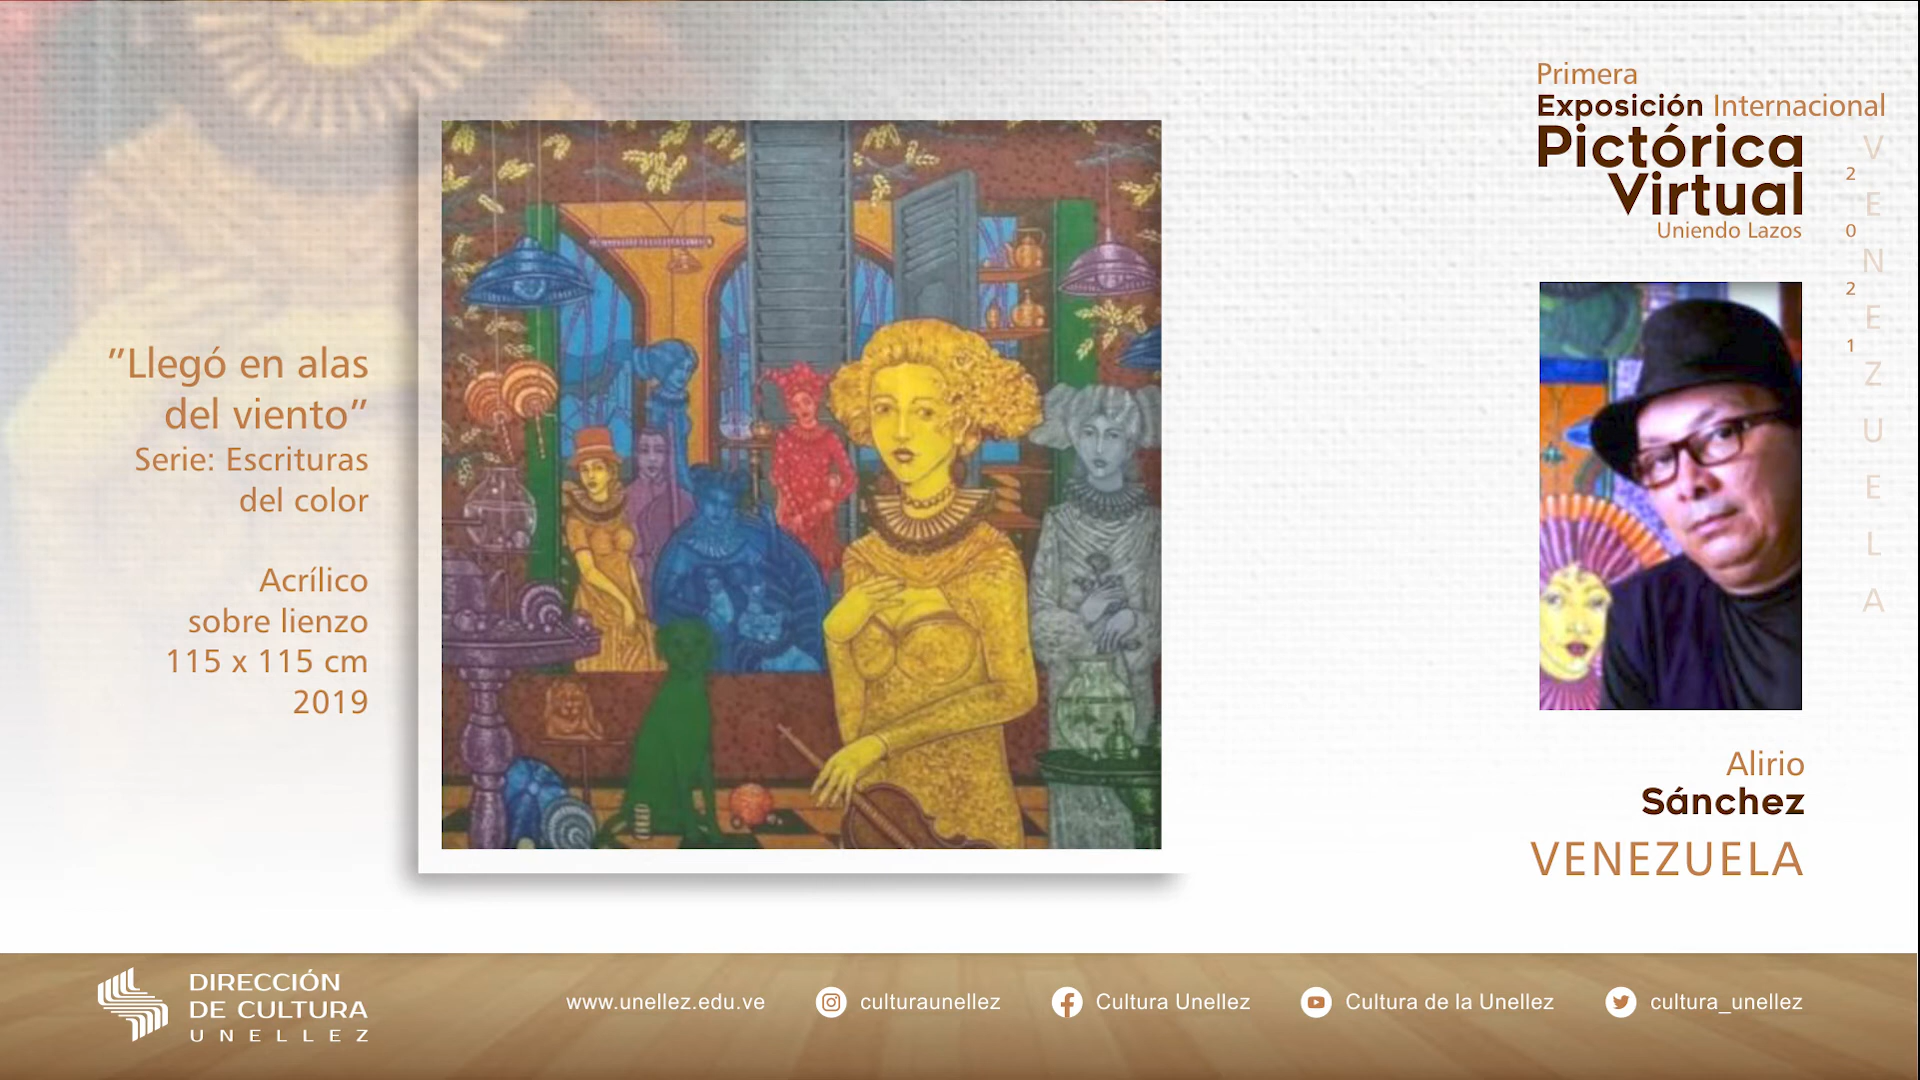 Primera
Exposición Internacional
Pictórica
Virtual
Uniendo Lazos
2021
VENEZUELA
"Llegó en alas
del viento"
Serie: Escrituras
del color
Acrílico
sobre lienzo
115 x 115 cm
2019
Alirio
Sánchez
VENEZUELA
DIRECCIÓN
DE CULTURA
UNELLEZ
www.unellez.edu.ve
culturaunellez
Cultura Unellez
Cultura de la Unellez
cultura_unellez